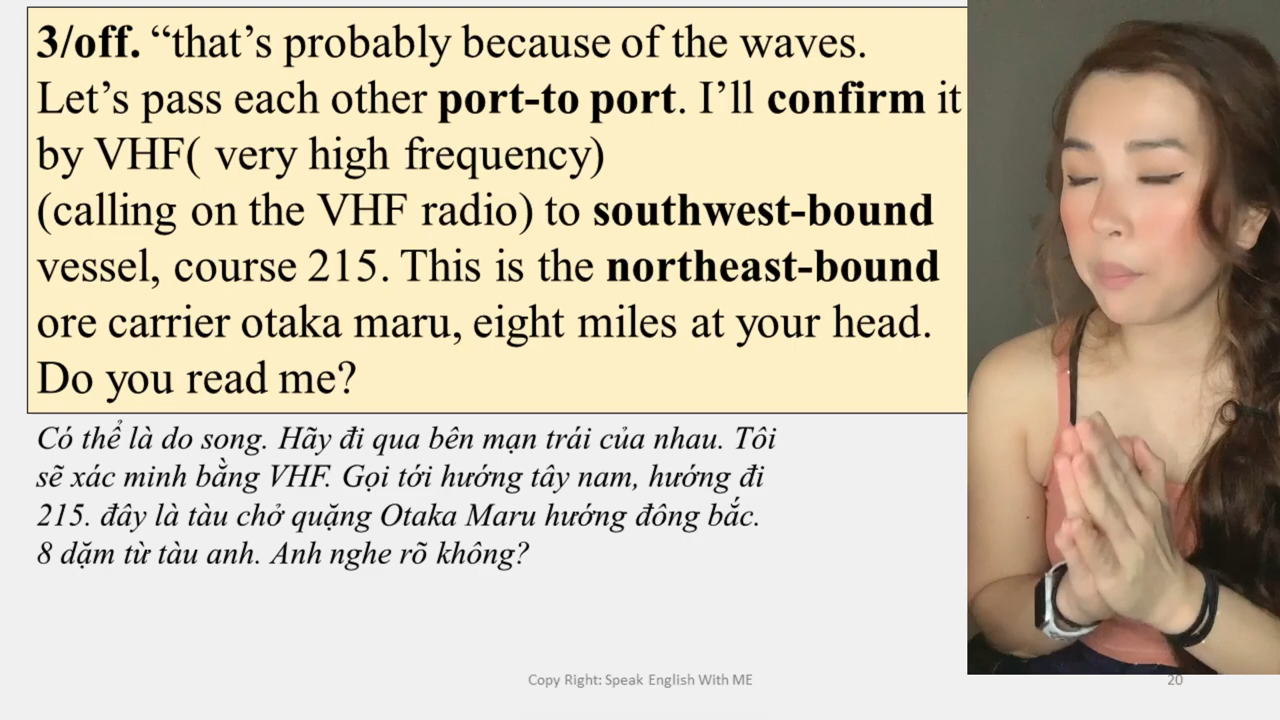 3/off. “that’s probably because of the waves.
Let’s pass each other port-to port. I’ll confirm it
by VHF( very high frequency)
(calling on the VHF radio) to southwest-bound
vessel, course 215. This is the northeast-bound
ore carrier otaka maru, eight miles at your head.
Do you read me?
Có thể là do song. Hãy đi qua bên mạn trái của nhau. Tôi
sẽ xác minh bằng VHF. Gọi tới hướng tây nam, hướng đi
215. đây là tàu chở quặng Otaka Maru hướng đông bắc.
8 dặm từ tàu anh. Anh nghe rõ không?
Copy Right: Speak English With ME
20